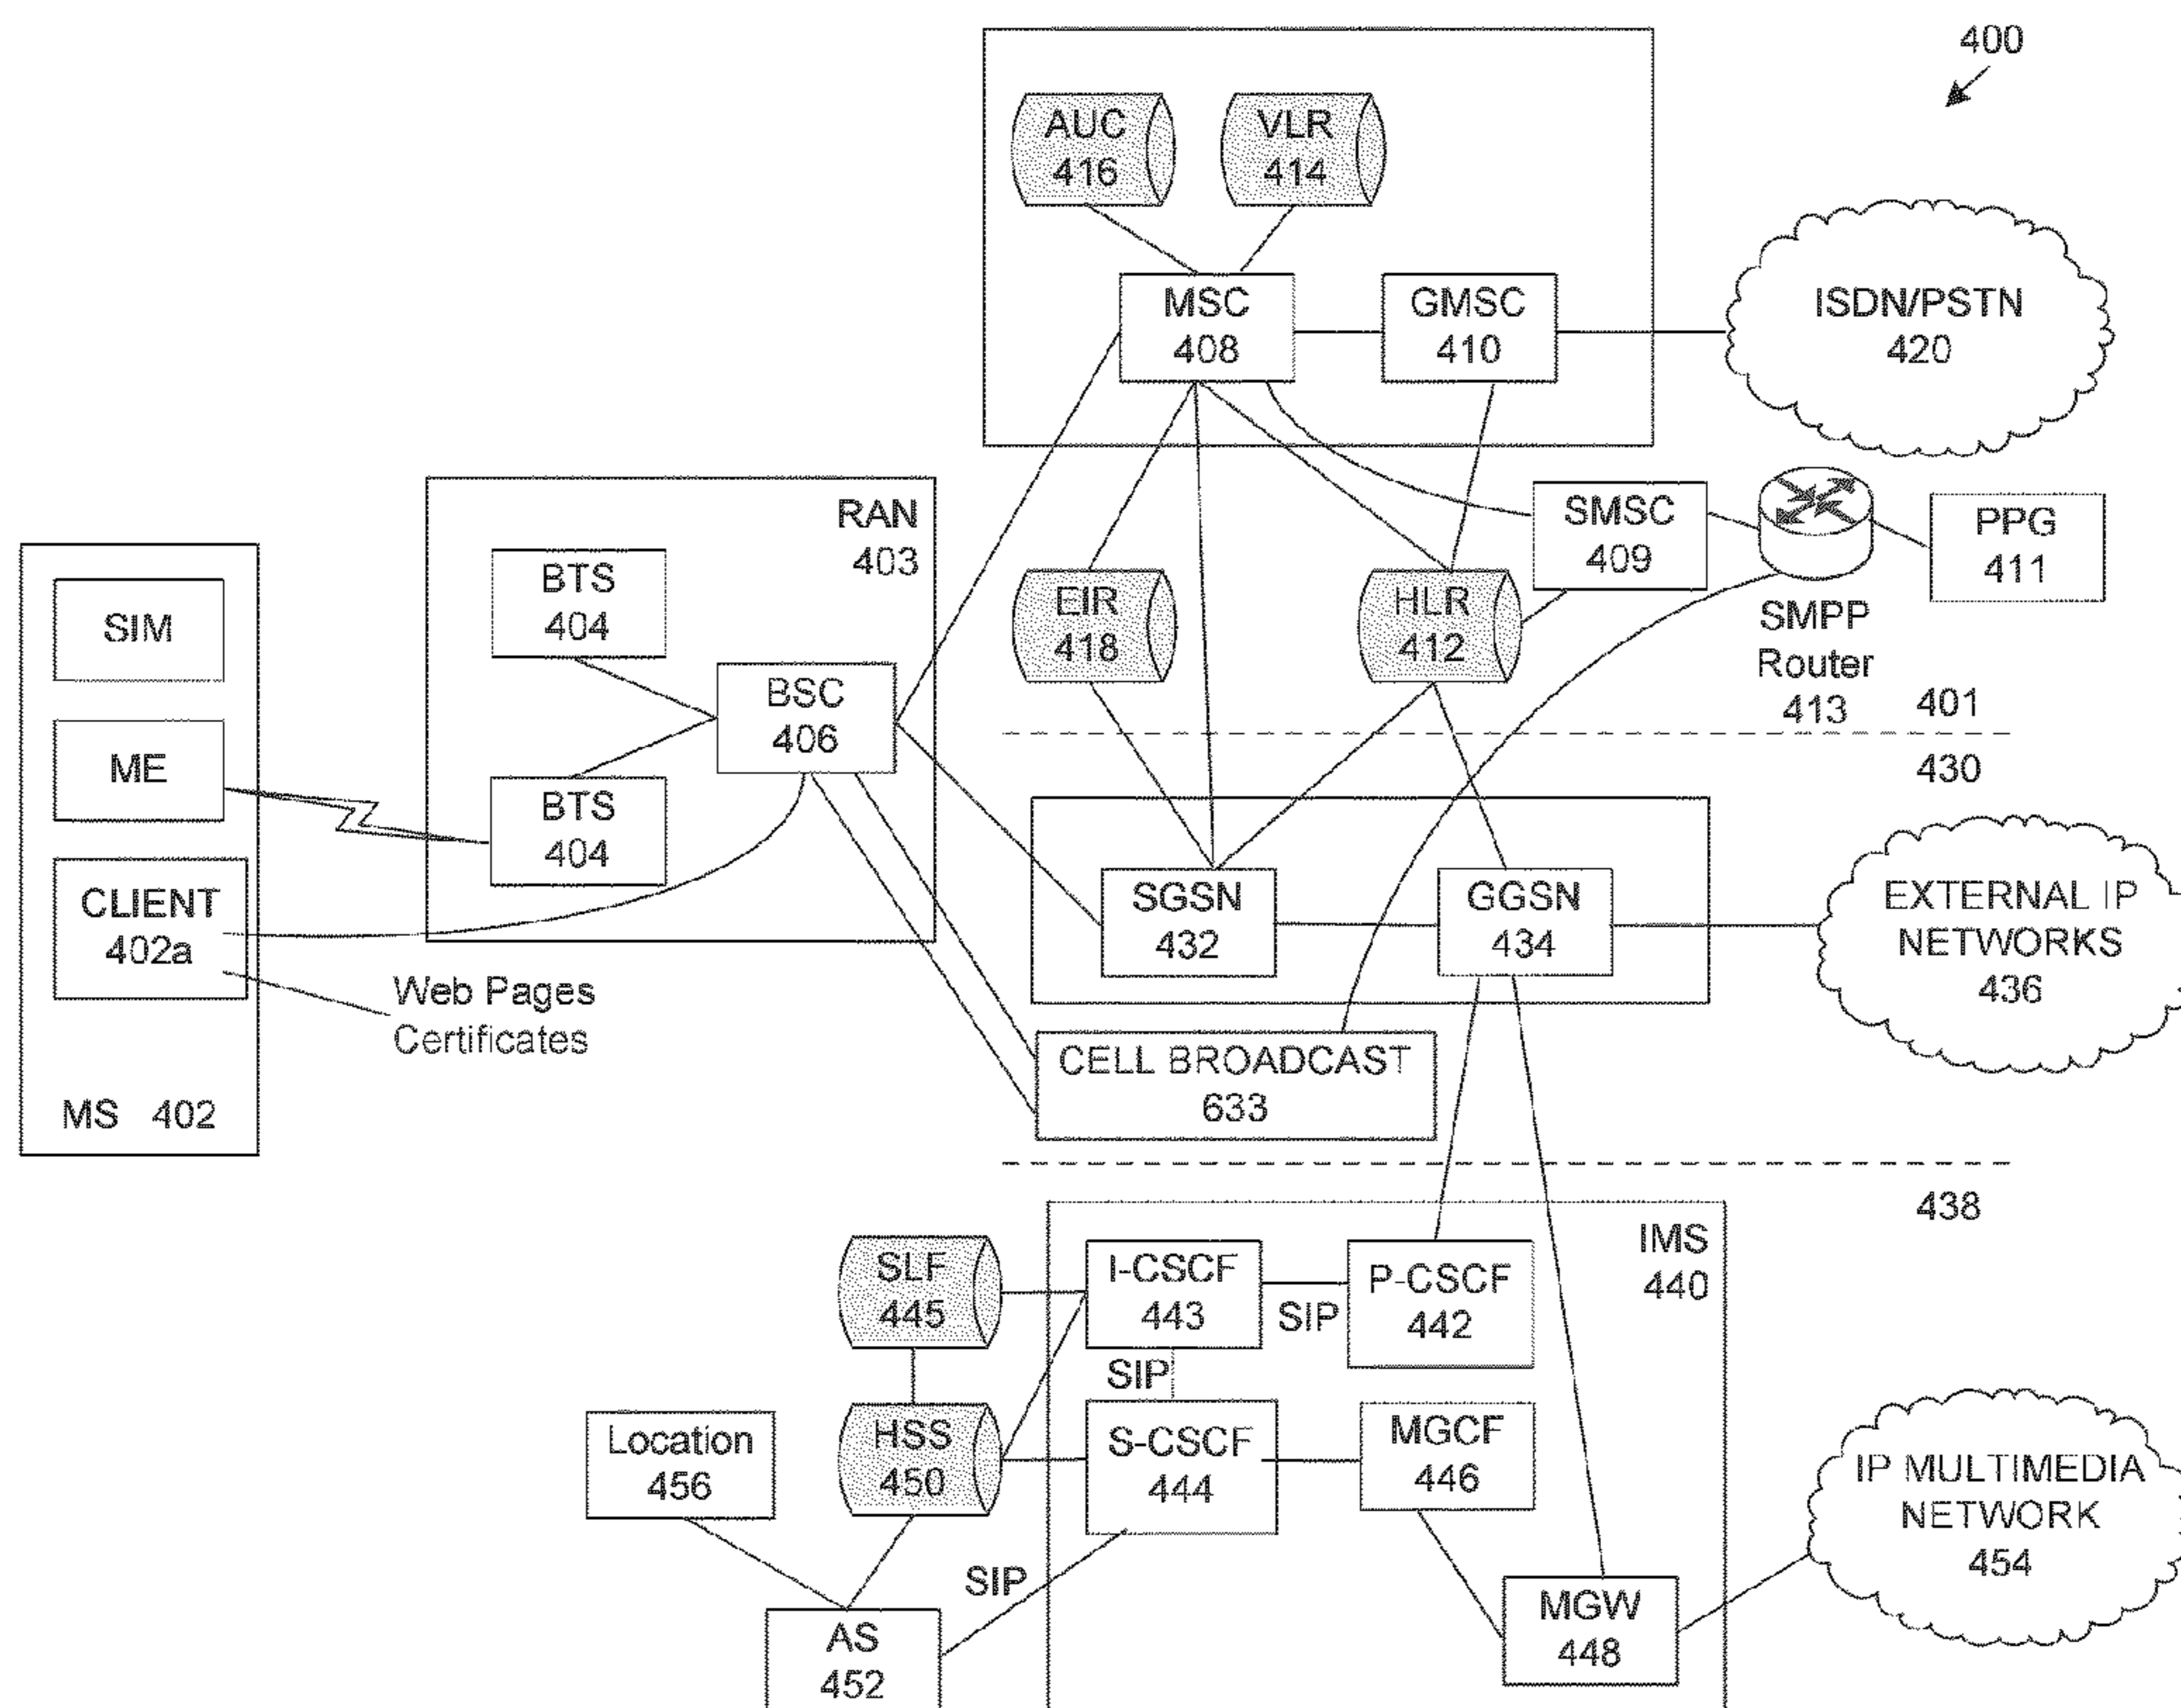 400
AUC
416
VLR
414
MSC
408
GMSC
410
ISDN/PSTN
420
RAN
403
BTS
404
BSC
406
BTS
404
SIM
ME
CLIENT
402a
MS 402
Web Pages
Certificates
EIR
418
HLR
412
SMSC
409
SMPP
Router
413
PPG
411
401
430
SGSN
432
GGSN
434
EXTERNAL IP
NETWORKS
436
CELL BROADCAST
633
438
IMS
440
SLF
445
I-CSCF
443
SIP
P-CSCF
442
SIP
Location
456
HSS
450
S-CSCF
444
MGCF
446
IP MULTIMEDIA
NETWORK
454
SIP
AS
452
MGW
448